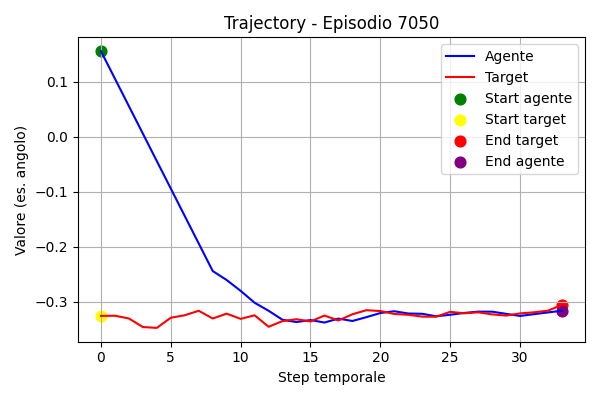 Trajectory - Episodio 7050
Agente
Target
Start agente
Start target
End target
End agente
Valore (es. angolo)
0.1
0.0
−0.1
−0.2
−0.3
0
5
10
15
20
25
30
Step temporale